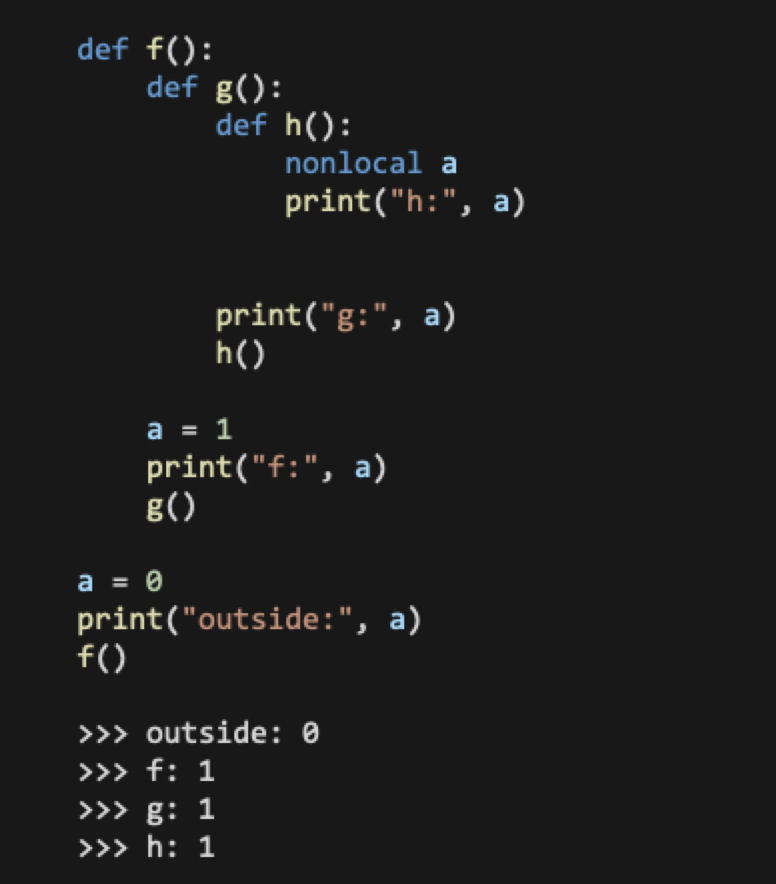 def f():
    def g():
        def h():
            nonlocal a
            print("h:", a)
        print("g:", a)
        h()
    a = 1
    print("f:", a)
    g()
a = 0
print("outside:", a)
f()
>>> outside: 0
>>> f: 1
>>> g: 1
>>> h: 1